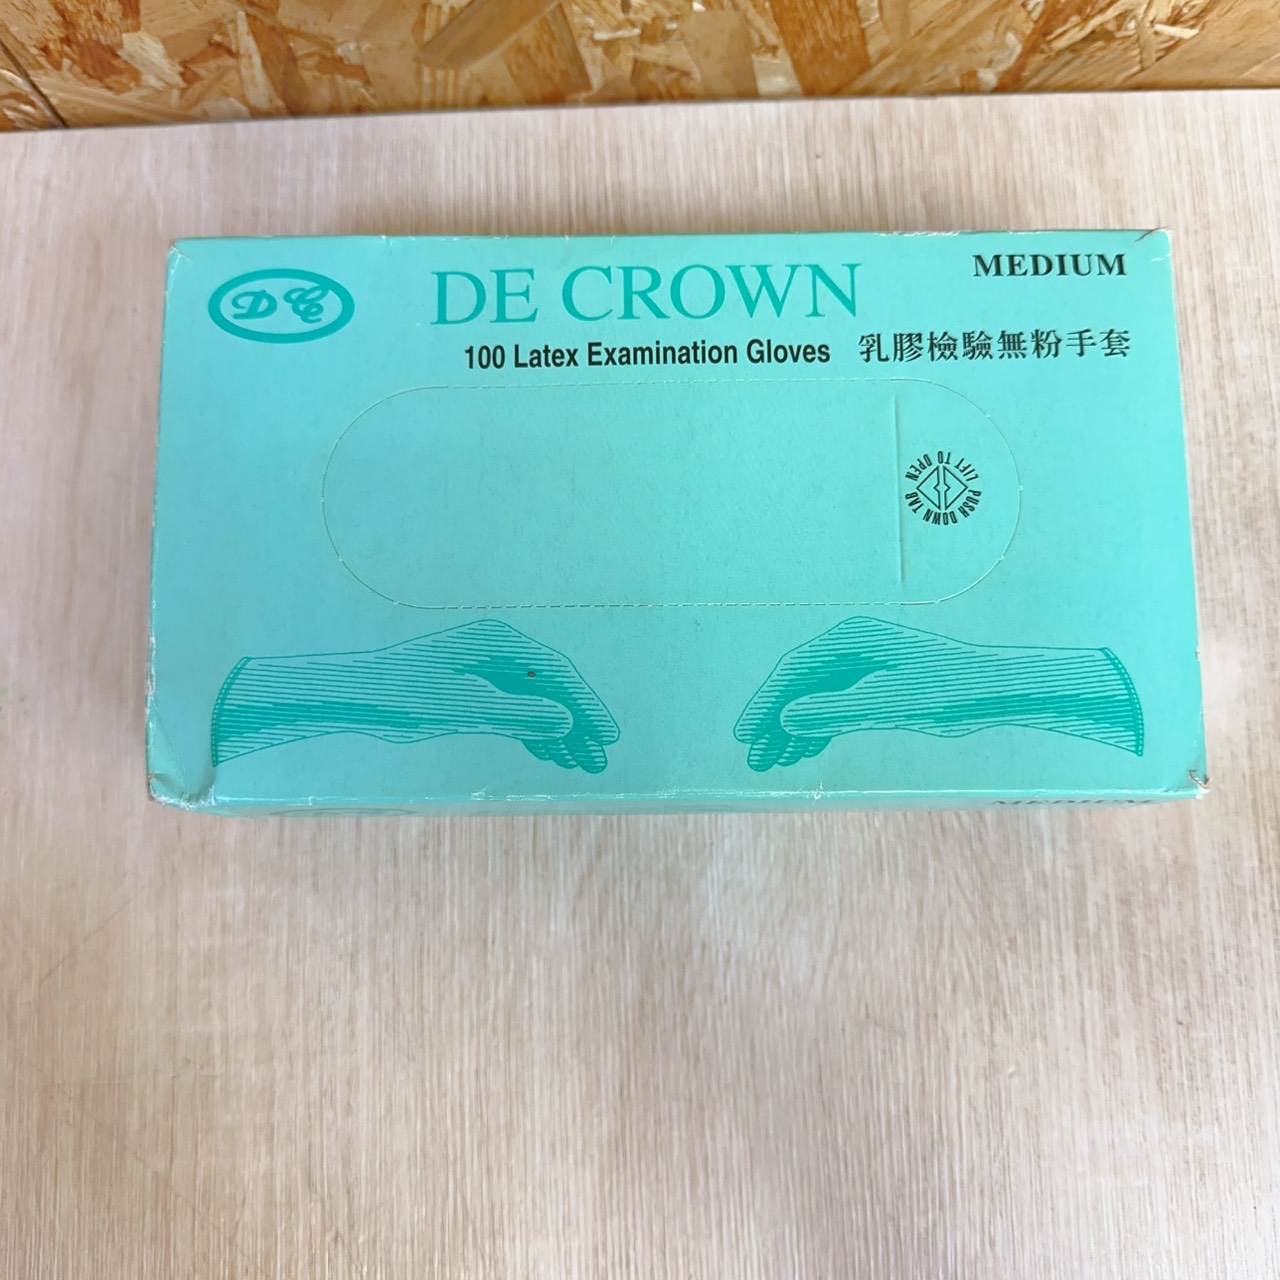 DC
DE CROWN
MEDIUM
100 Latex Examination Gloves 乳膠檢驗無粉手套
LIFT TO OPEN
PUSH DOWN TAB
MEDIUM